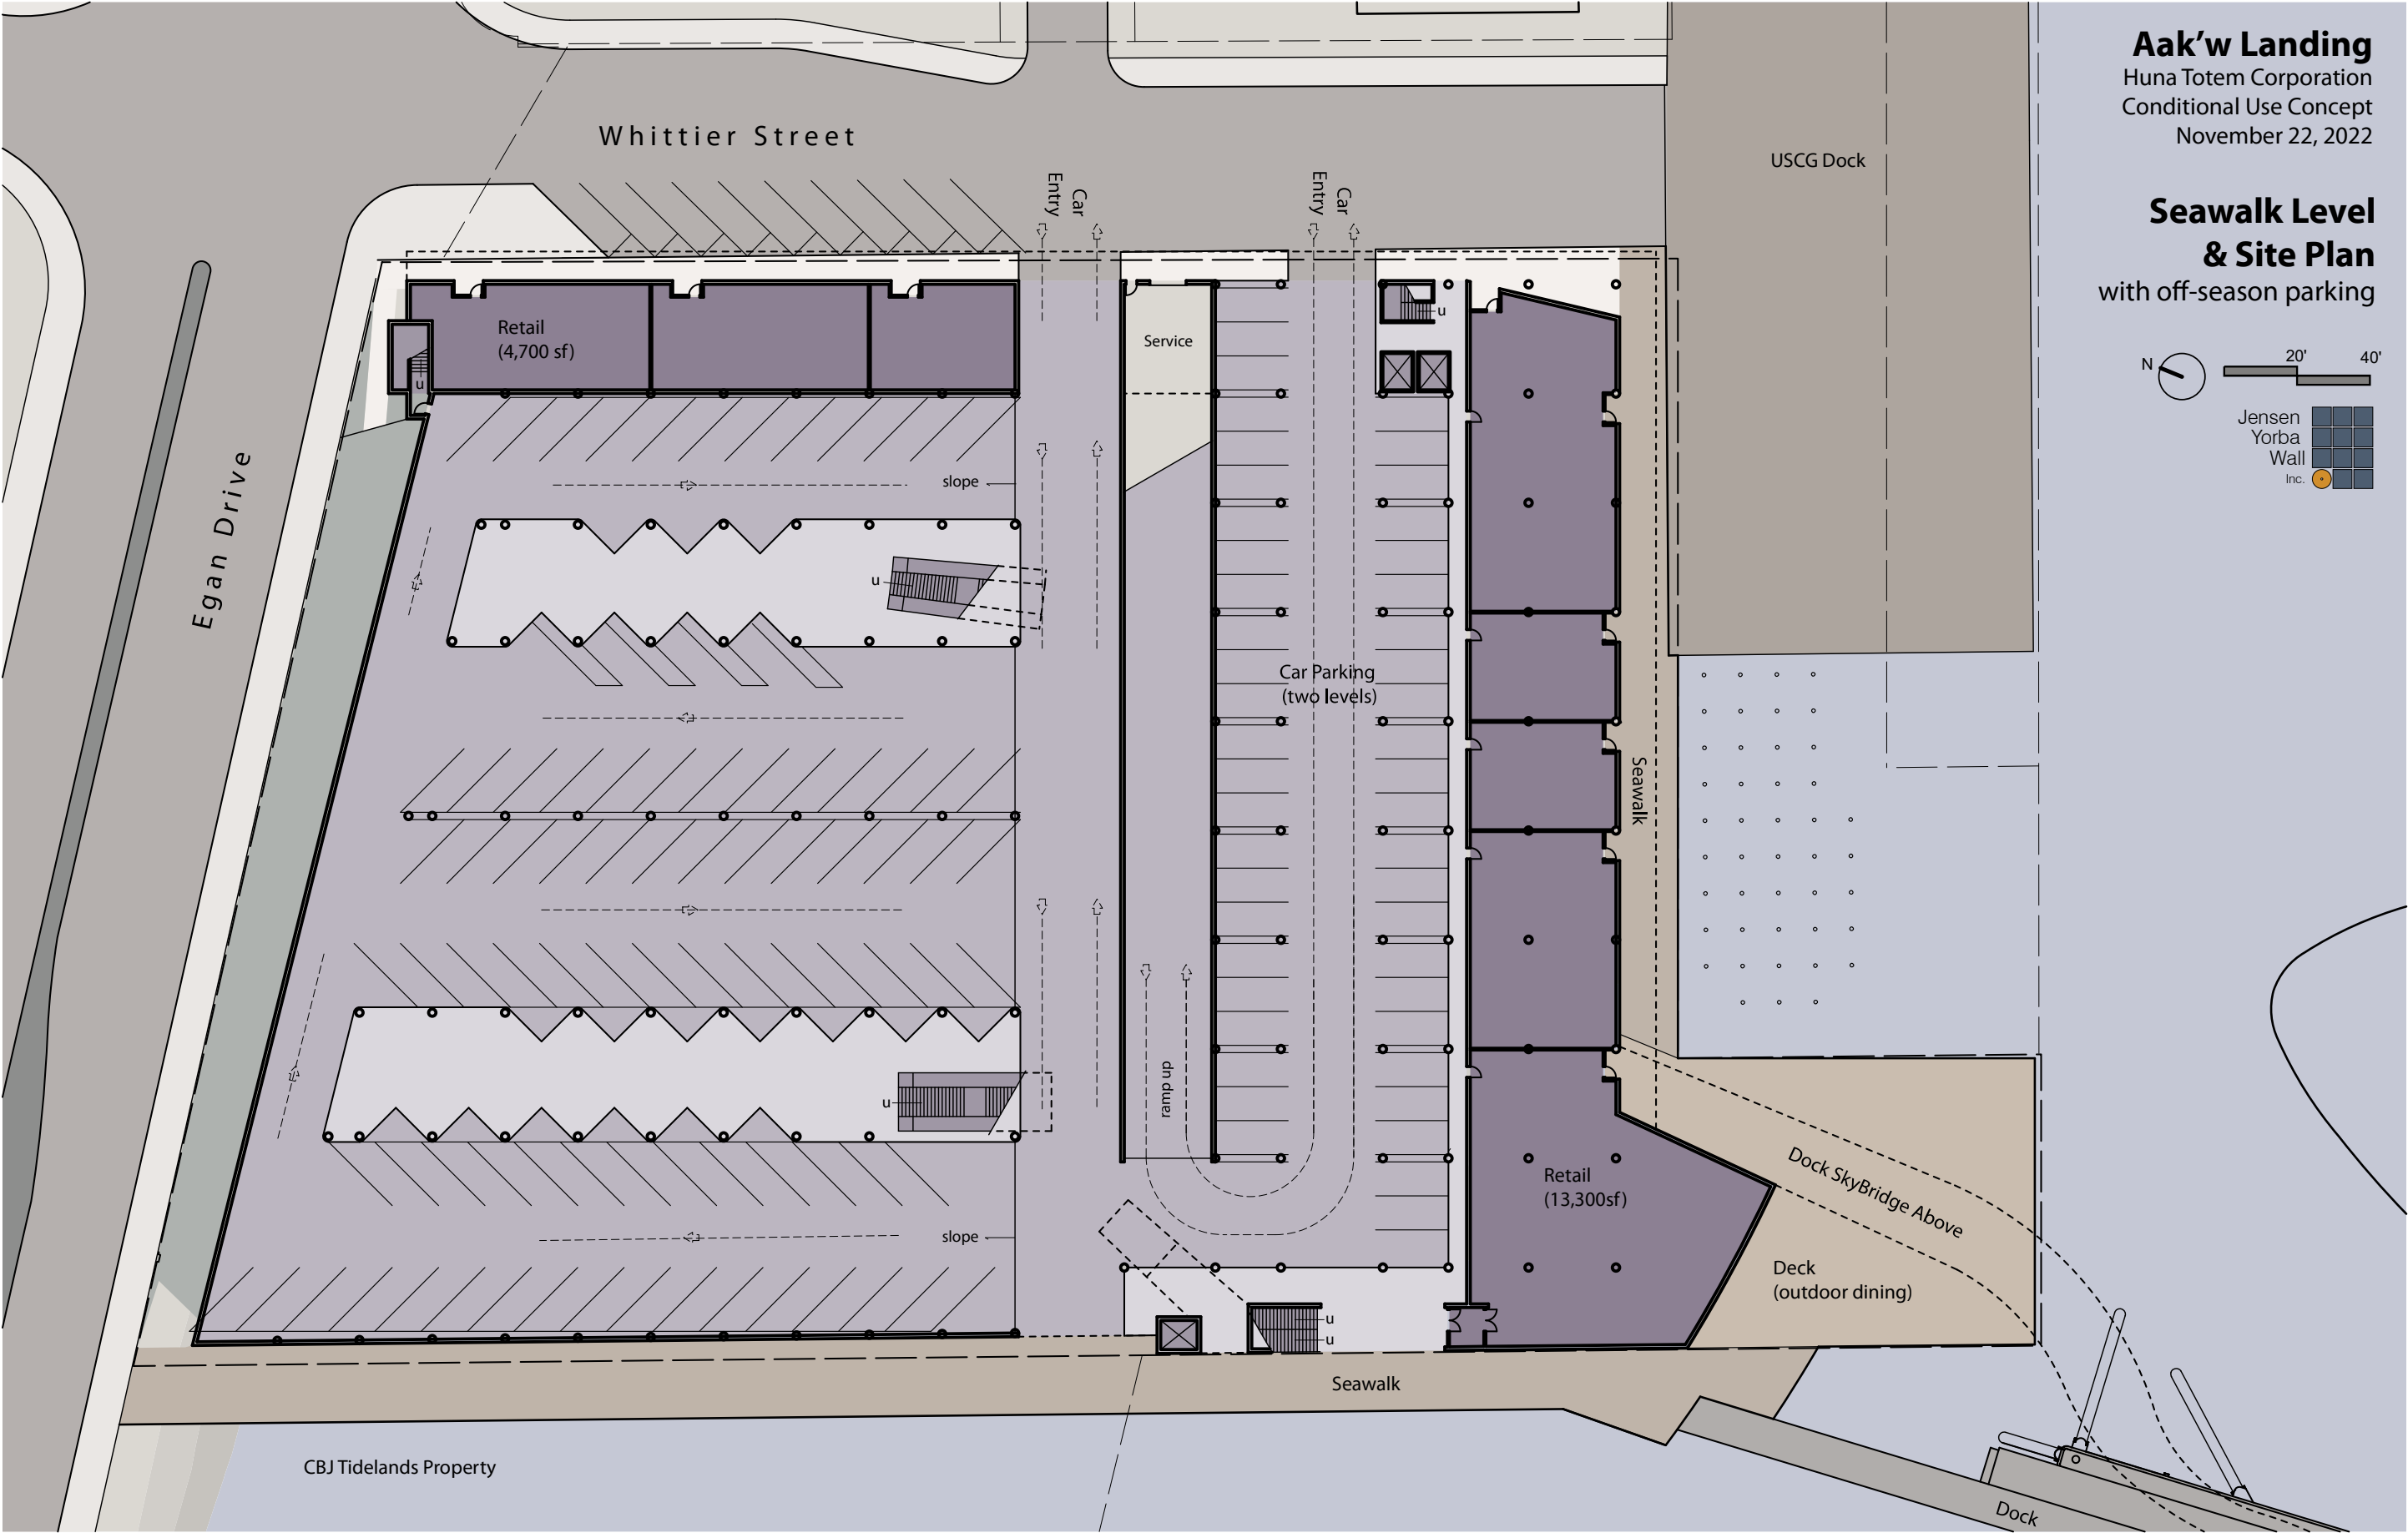 Aak’w Landing
Huna Totem Corporation
Conditional Use Concept
November 22, 2022
Seawalk Level
& Site Plan
with off-season parking
N
20'
40'
Jensen
Yorba
Wall
Inc.
Whittier Street
USCG Dock
Car
Entry
Car
Entry
Egan Drive
Retail
(4,700 sf)
u
Service
u
slope
u
Car Parking
(two levels)
Seawalk
u
ramp up
slope
Retail
(13,300sf)
Dock SkyBridge Above
Deck
(outdoor dining)
u
u
Seawalk
CBJ Tidelands Property
Dock